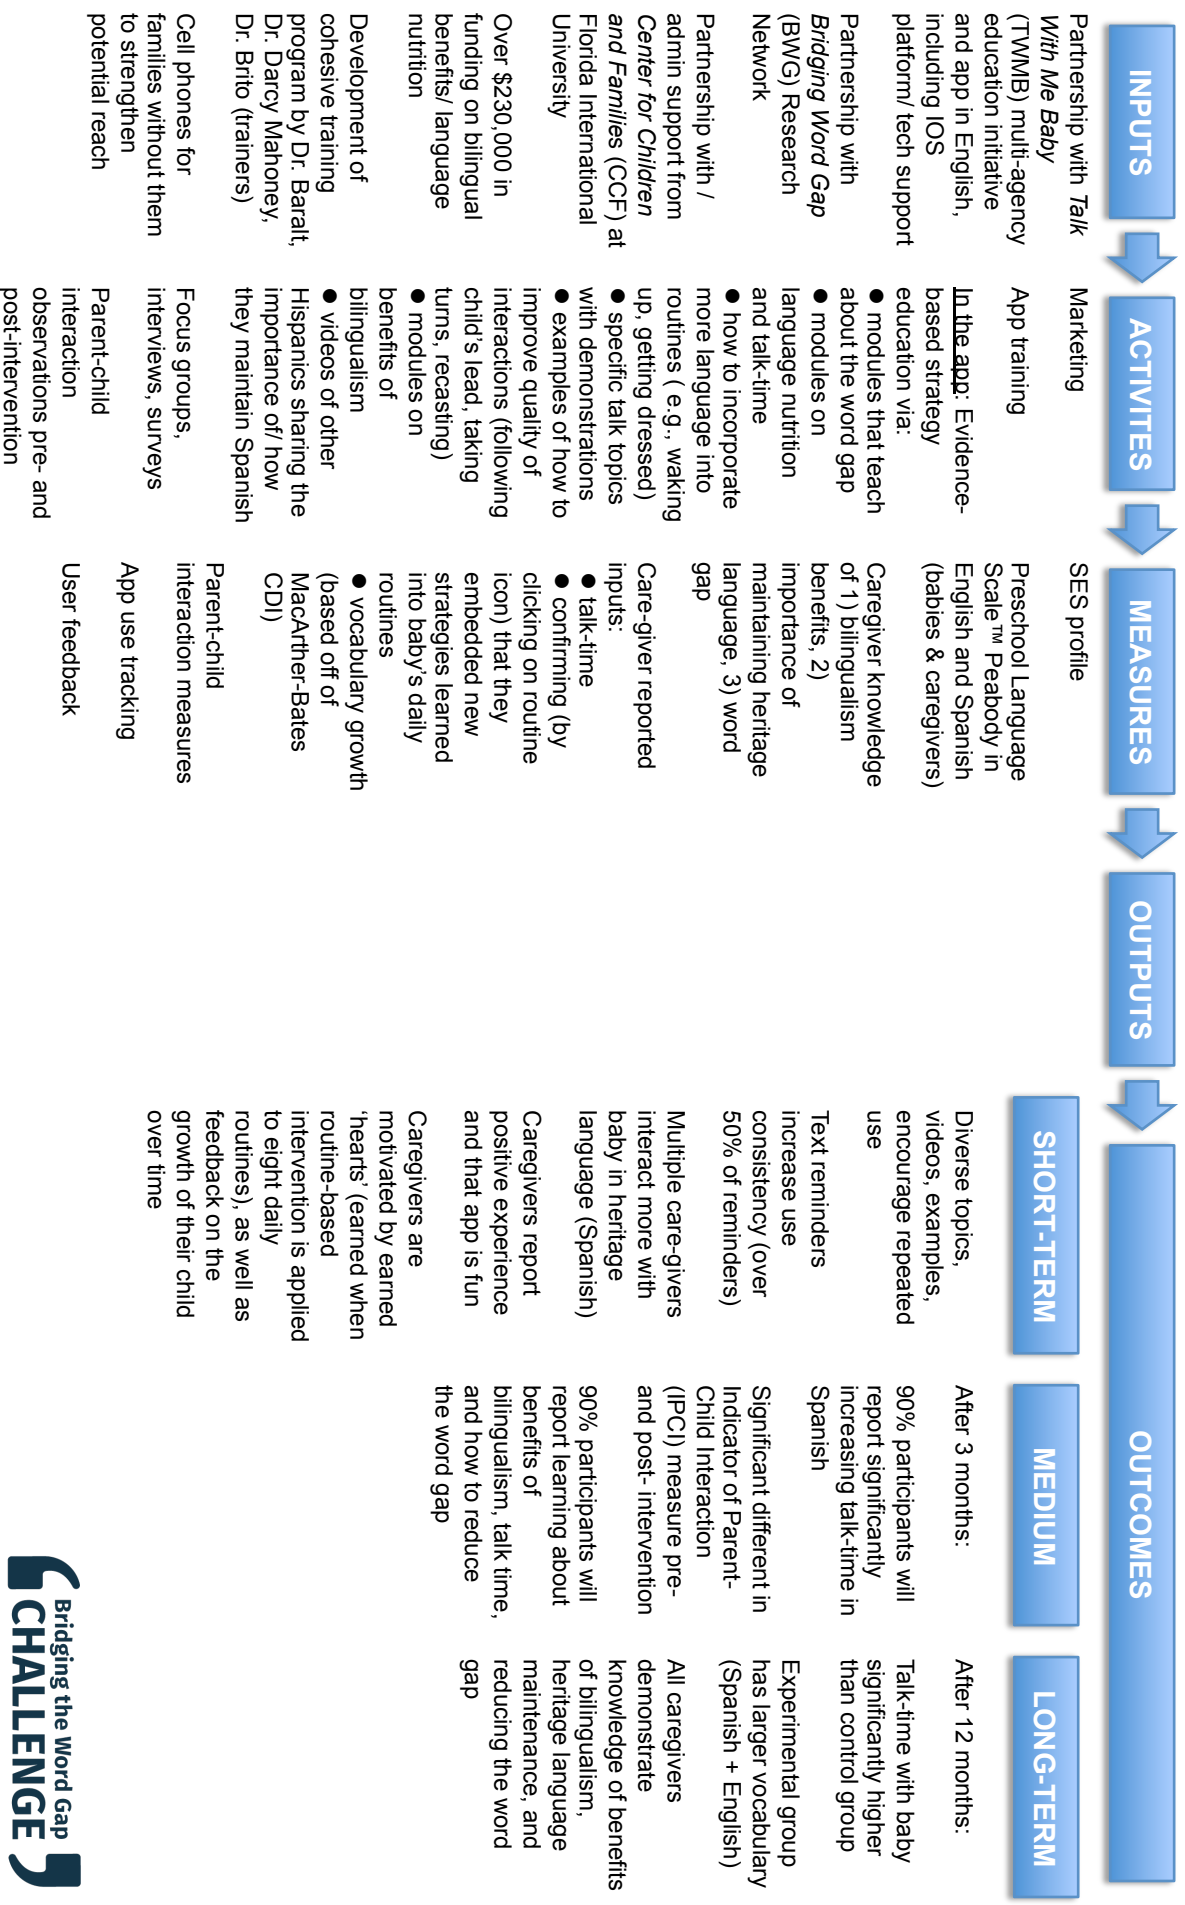 INPUTS
Partnership with Talk
With Me Baby
(TWMB) multi-agency
education initiative
and app in English,
including IOS
platform/ tech support
Partnership with
Bridging Word Gap
(BWG) Research
Network
Partnership with /
admin support from
Center for Children
and Families (CCF) at
Florida International
University
Over $230,000 in
funding on bilingual
benefits/ language
nutrition
Development of
cohesive training
program by Dr. Baralt,
Dr. Darcy Mahoney,
Dr. Brito (trainers)
Cell phones for
families without them
to strengthen
potential reach
ACTIVITES
Marketing
App training
In the app: Evidence-
based strategy
education via:
● modules that teach
about the word gap
● modules on
language nutrition
and talk-time
● how to incorporate
more language into
routines ( e.g., waking
up, getting dressed)
● specific talk topics
with demonstrations
● examples of how to
improve quality of
interactions (following
child's lead, taking
turns, recasting)
● modules on
benefits of
bilingualism
● videos of other
Hispanics sharing the
importance of/ how
they maintain Spanish
Focus groups,
interviews, surveys
Parent-child
interaction
observations pre- and
post-intervention
MEASURES
SES profile
Preschool Language
Scale™ Peabody in
English and Spanish
(babies & caregivers)
Caregiver knowledge
of 1) bilingualism
benefits, 2)
importance of
maintaining heritage
language, 3) word
gap
Care-giver reported
inputs:
● talk-time
● confirming (by
clicking on routine
icon) that they
embedded new
strategies learned
into baby's daily
routines
● vocabulary growth
(based off of
MacArther-Bates
CDI)
Parent-child
interaction measures
App use tracking
User feedback
OUTPUTS
OUTCOMES
SHORT-TERM
Diverse topics,
videos, examples,
encourage repeated
use
Text reminders
increase use
consistency (over
50% of reminders)
Multiple care-givers
interact more with
baby in heritage
language (Spanish)
Caregivers report
positive experience
and that app is fun
Caregivers are
motivated by earned
'hearts' (earned when
routine-based
intervention is applied
to eight daily
routines), as well as
feedback on the
growth of their child
over time
MEDIUM
After 3 months:
90% participants will
report significantly
increasing talk-time in
Spanish
Significant different in
Indicator of Parent-
Child Interaction
(IPCI) measure pre-
and post- intervention
90% participants will
report learning about
benefits of
bilingualism, talk time,
and how to reduce
the word gap
LONG-TERM
After 12 months:
Talk-time with baby
significantly higher
than control group
Experimental group
has larger vocabulary
(Spanish + English)
All caregivers
demonstrate
knowledge of benefits
of bilingualism,
heritage language
maintenance, and
reducing the word
gap
Bridging the Word Gap
CHALLENGE